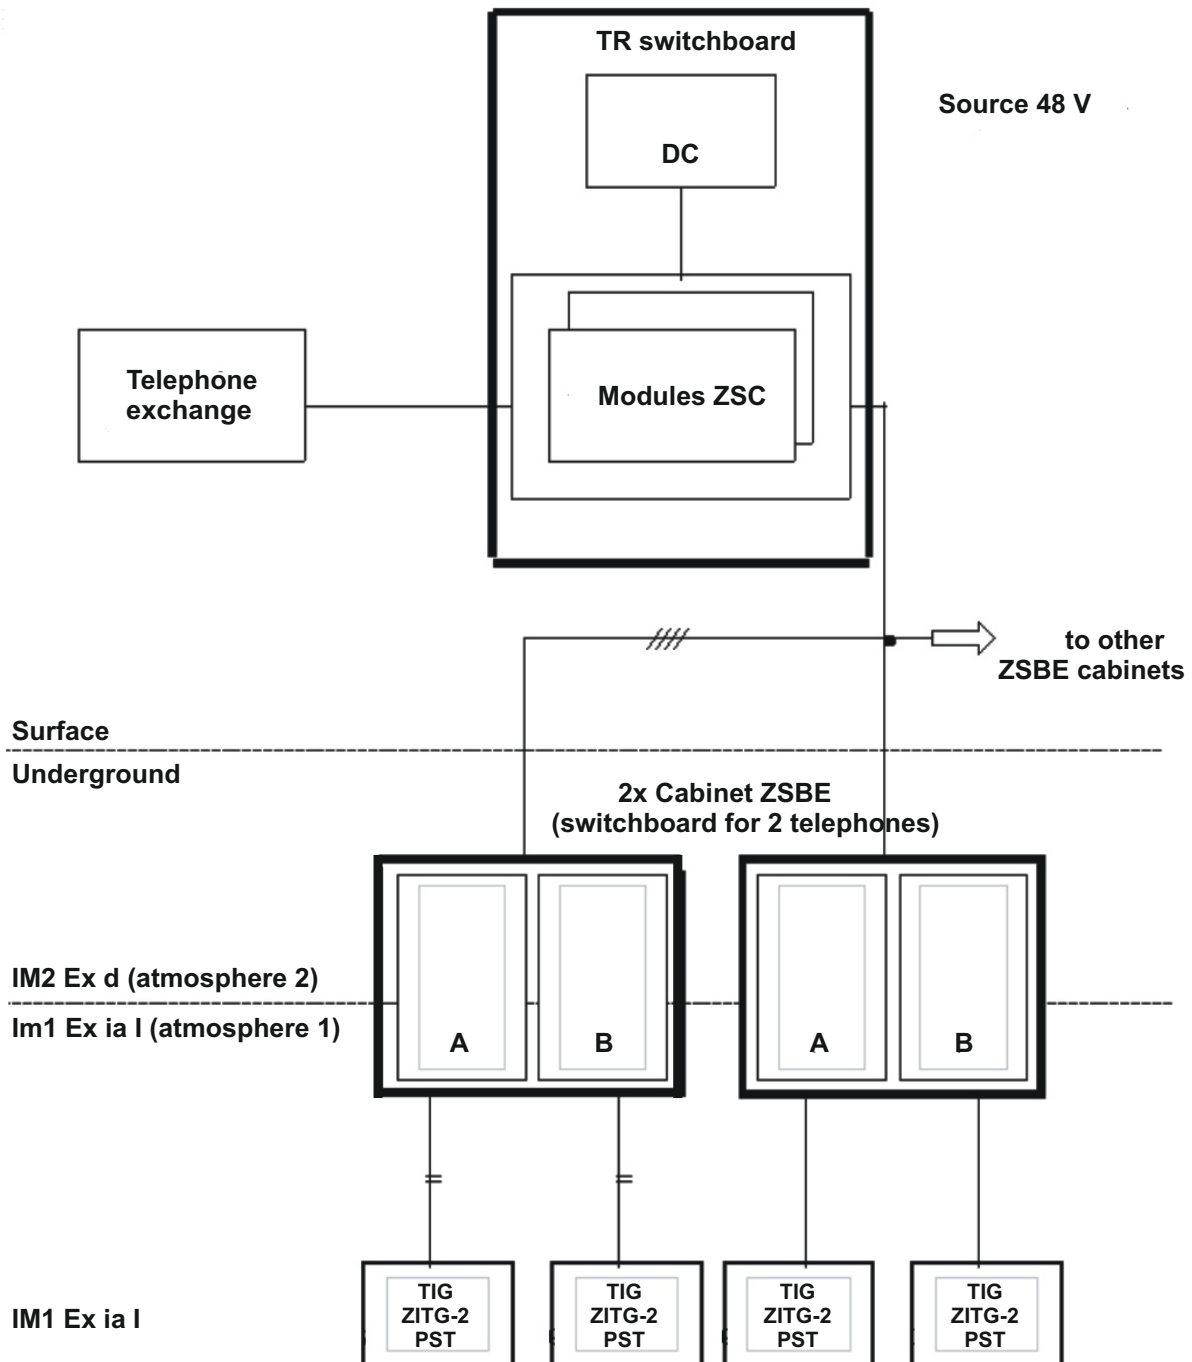 TR switchboard
Source 48 V
DC
Telephone
exchange
Modules ZSC
to other
ZSBE cabinets
Surface
Underground
2x Cabinet ZSBE
(switchboard for 2 telephones)
IM2 Ex d (atmosphere 2)
Im1 Ex ia I (atmosphere 1)
A
B
A
B
IM1 Ex ia I
TIG
ZITG-2
PST
TIG
ZITG-2
PST
TIG
ZITG-2
PST
TIG
ZITG-2
PST